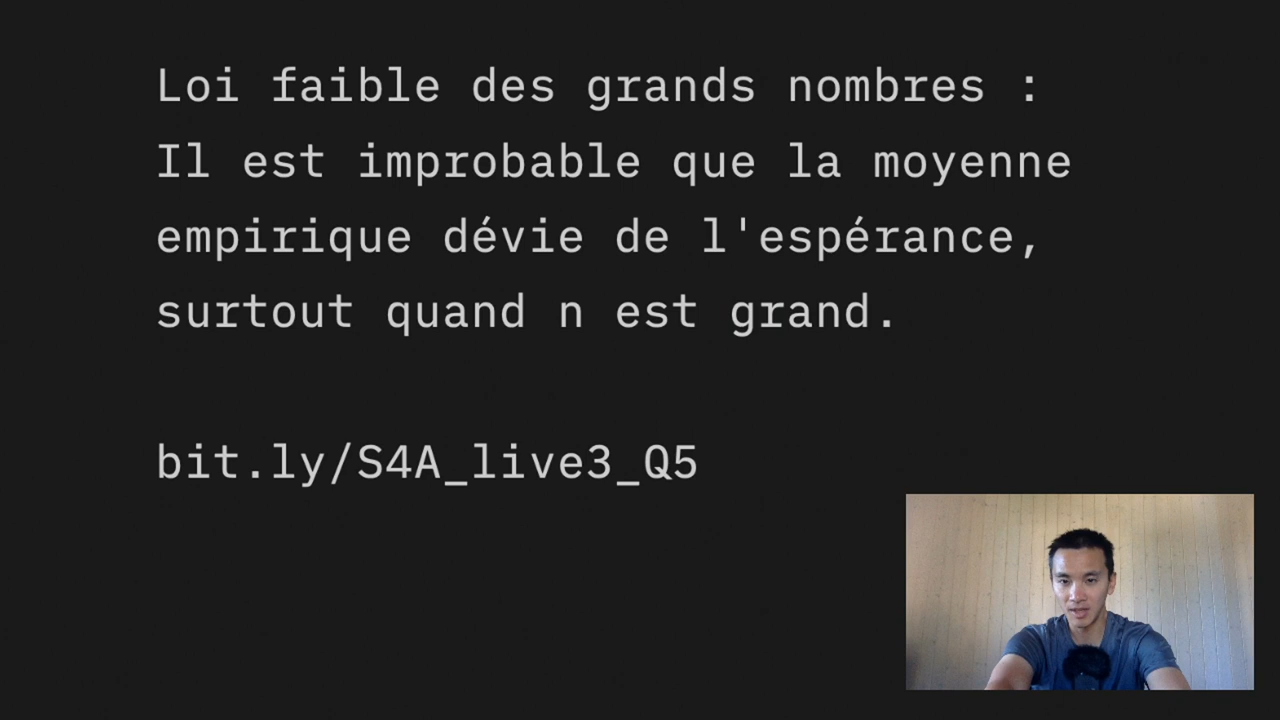 Loi faible des grands nombres :
Il est improbable que la moyenne
empirique dévie de l'espérance,
surtout quand n est grand.
bit.ly/S4A_live3_Q5